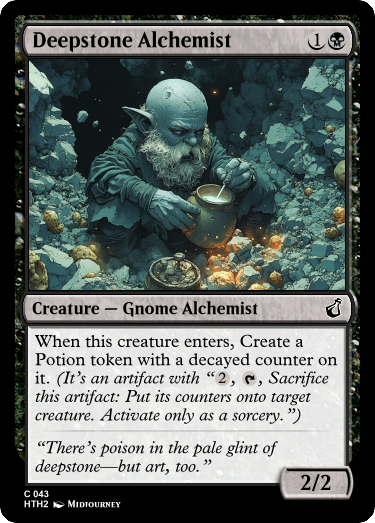 Deepstone Alchemist 1
Creature — Gnome Alchemist
When this creature enters, Create a
Potion token with a decayed counter on
it. (It's an artifact with “2, , Sacrifice
this artifact: Put its counters onto target
creature. Activate only as a sorcery.”)
“There's poison in the pale glint of
deepstone—but art, too.”
2/2
C 043
HTH2 Midjourney